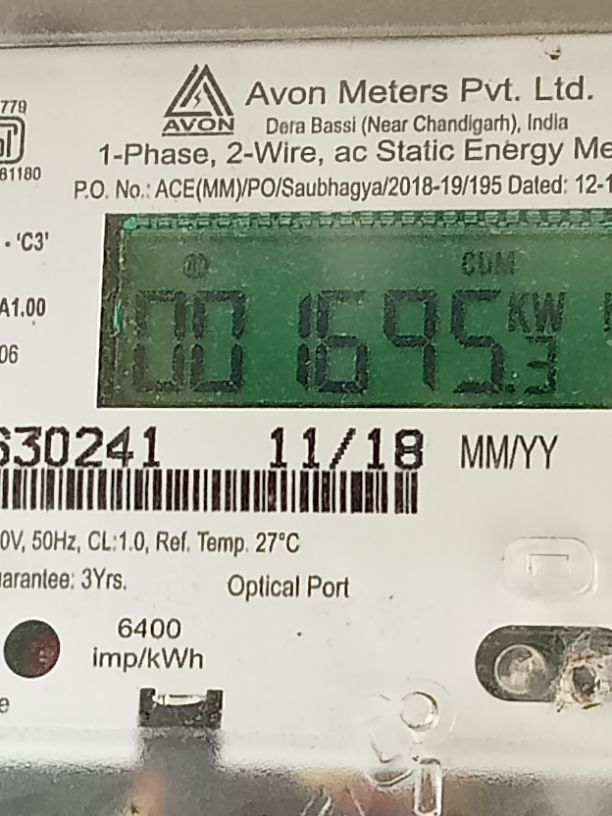 779
AVON
Avon Meters Pvt. Ltd.
Dera Bassi (Near Chandigarh), India
81180
1-Phase, 2-Wire, ac Static Energy Me
P.O. No.: ACE(MM)/PO/Saubhagya/2018-19/195 Dated: 12-1
- 'C3'
CUM
A1.00
001695.3 KW
06
630241 11/18 MM/YY
0V, 50Hz, CL:1.0, Ref. Temp. 27°C
uarantee: 3Yrs.
Optical Port
6400
imp/kWh
e